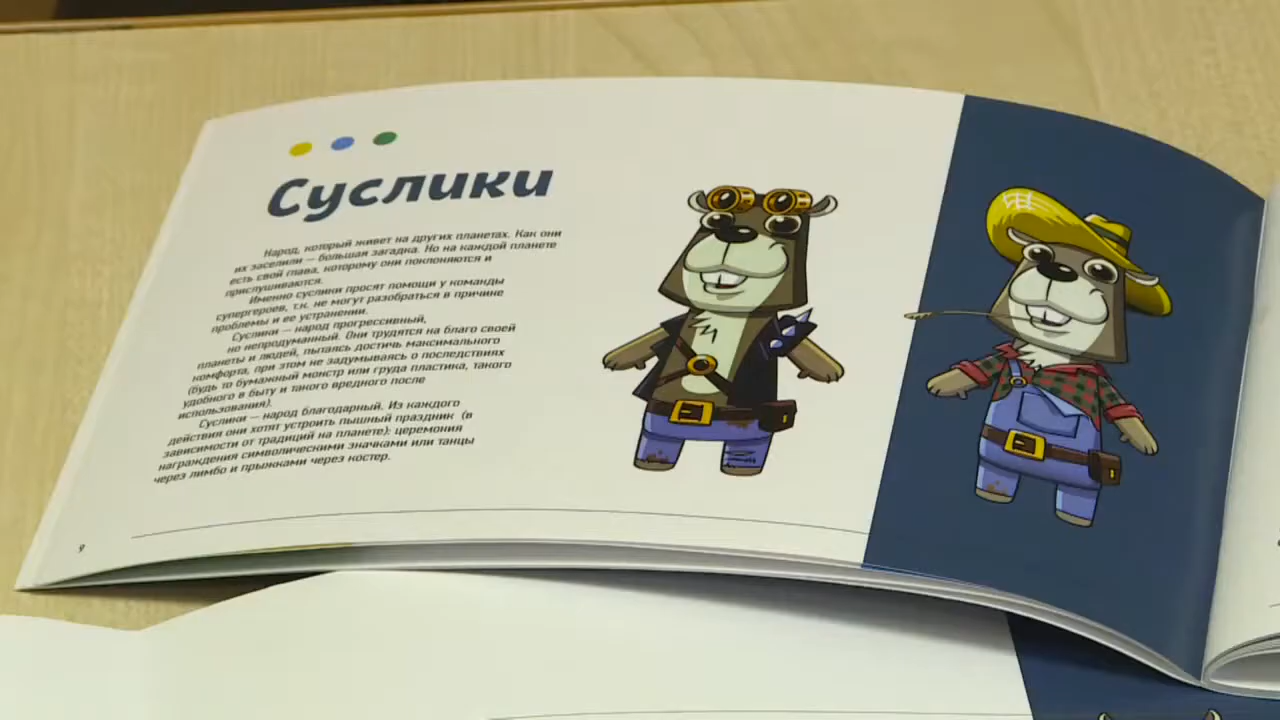 Суслики
Народ, который живет на других планетах. Как они
их заселили — большая загадка. Но на каждой планете
есть свой глава, которому они поклоняются и
прислушиваются.
Именно суслики просят помощи у команды
супергероев, т.к. не могут разобраться в причине
проблемы и ее устранении.
Суслики — народ прогрессивный,
но непродуманный. Они трудятся на благо своей
планеты и людей, пытаясь достичь максимального
комфорта, при этом не задумываясь о последствиях
(будь то бумажный монстр или груда пластика, такого
удобного в быту и такого вредного после
использования).
Суслики — народ благодарный. Из каждого
действия они хотят устроить пышный праздник (в
зависимости от традиций на планете): церемония
награждения символическими значками или танцы
через лимбо и прыжками через костер.
9